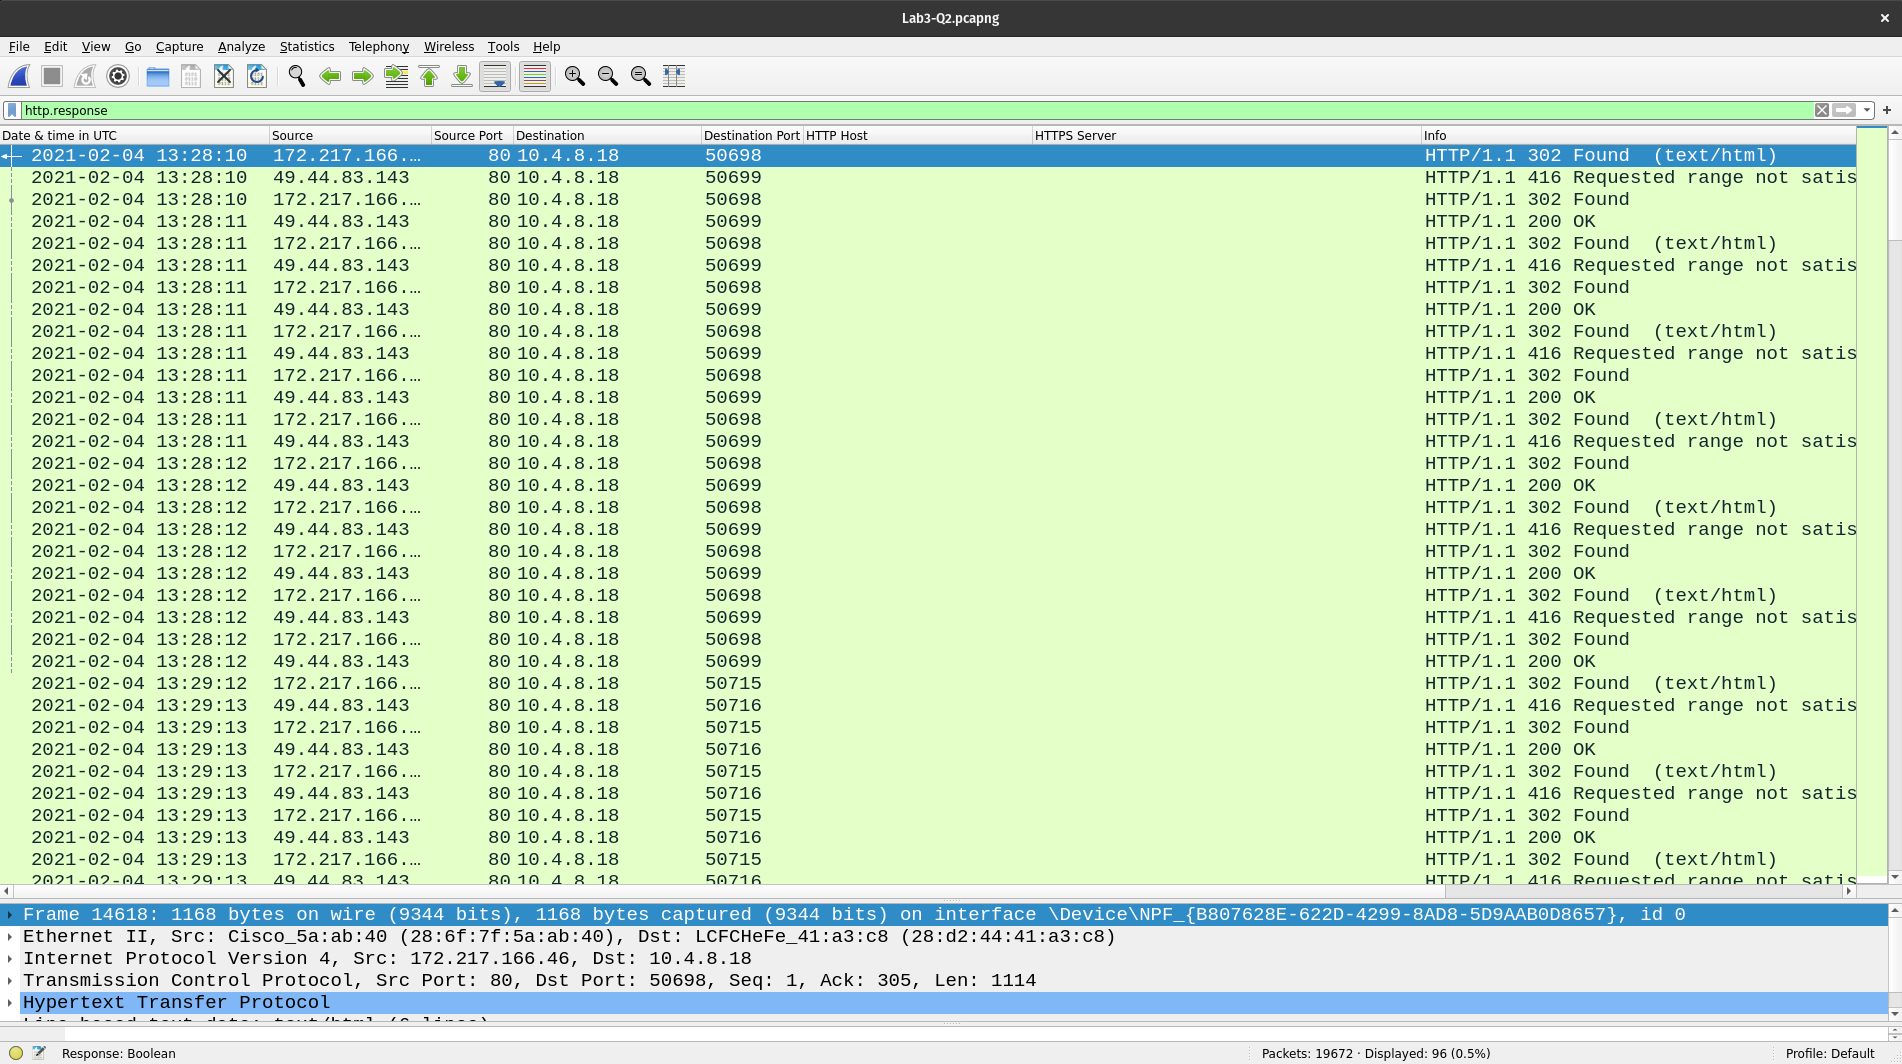 Lab3-Q2.pcapng
File Edit View Go Capture Analyze Statistics Telephony Wireless Tools Help
http.response
Date & time in UTC Source Source Port Destination Destination Port HTTP Host HTTPS Server Info
2021-02-04 13:28:10 172.217.166.… 80 10.4.8.18 50698 HTTP/1.1 302 Found (text/html)
2021-02-04 13:28:10 49.44.83.143 80 10.4.8.18 50699 HTTP/1.1 416 Requested range not satis
2021-02-04 13:28:10 172.217.166.… 80 10.4.8.18 50698 HTTP/1.1 302 Found
2021-02-04 13:28:11 49.44.83.143 80 10.4.8.18 50699 HTTP/1.1 200 OK
2021-02-04 13:28:11 172.217.166.… 80 10.4.8.18 50698 HTTP/1.1 302 Found (text/html)
2021-02-04 13:28:11 49.44.83.143 80 10.4.8.18 50699 HTTP/1.1 416 Requested range not satis
2021-02-04 13:28:11 172.217.166.… 80 10.4.8.18 50698 HTTP/1.1 302 Found
2021-02-04 13:28:11 49.44.83.143 80 10.4.8.18 50699 HTTP/1.1 200 OK
2021-02-04 13:28:11 172.217.166.… 80 10.4.8.18 50698 HTTP/1.1 302 Found (text/html)
2021-02-04 13:28:11 49.44.83.143 80 10.4.8.18 50699 HTTP/1.1 416 Requested range not satis
2021-02-04 13:28:11 172.217.166.… 80 10.4.8.18 50698 HTTP/1.1 302 Found
2021-02-04 13:28:11 49.44.83.143 80 10.4.8.18 50699 HTTP/1.1 200 OK
2021-02-04 13:28:11 172.217.166.… 80 10.4.8.18 50698 HTTP/1.1 302 Found (text/html)
2021-02-04 13:28:11 49.44.83.143 80 10.4.8.18 50699 HTTP/1.1 416 Requested range not satis
2021-02-04 13:28:12 172.217.166.… 80 10.4.8.18 50698 HTTP/1.1 302 Found
2021-02-04 13:28:12 49.44.83.143 80 10.4.8.18 50699 HTTP/1.1 200 OK
2021-02-04 13:28:12 172.217.166.… 80 10.4.8.18 50698 HTTP/1.1 302 Found (text/html)
2021-02-04 13:28:12 49.44.83.143 80 10.4.8.18 50699 HTTP/1.1 416 Requested range not satis
2021-02-04 13:28:12 172.217.166.… 80 10.4.8.18 50698 HTTP/1.1 302 Found
2021-02-04 13:28:12 49.44.83.143 80 10.4.8.18 50699 HTTP/1.1 200 OK
2021-02-04 13:28:12 172.217.166.… 80 10.4.8.18 50698 HTTP/1.1 302 Found (text/html)
2021-02-04 13:28:12 49.44.83.143 80 10.4.8.18 50699 HTTP/1.1 416 Requested range not satis
2021-02-04 13:28:12 172.217.166.… 80 10.4.8.18 50698 HTTP/1.1 302 Found
2021-02-04 13:28:12 49.44.83.143 80 10.4.8.18 50699 HTTP/1.1 200 OK
2021-02-04 13:29:12 172.217.166.… 80 10.4.8.18 50715 HTTP/1.1 302 Found (text/html)
2021-02-04 13:29:13 49.44.83.143 80 10.4.8.18 50716 HTTP/1.1 416 Requested range not satis
2021-02-04 13:29:13 172.217.166.… 80 10.4.8.18 50715 HTTP/1.1 302 Found
2021-02-04 13:29:13 49.44.83.143 80 10.4.8.18 50716 HTTP/1.1 200 OK
2021-02-04 13:29:13 172.217.166.… 80 10.4.8.18 50715 HTTP/1.1 302 Found (text/html)
2021-02-04 13:29:13 49.44.83.143 80 10.4.8.18 50716 HTTP/1.1 416 Requested range not satis
2021-02-04 13:29:13 172.217.166.… 80 10.4.8.18 50715 HTTP/1.1 302 Found
2021-02-04 13:29:13 49.44.83.143 80 10.4.8.18 50716 HTTP/1.1 200 OK
2021-02-04 13:29:13 172.217.166.… 80 10.4.8.18 50715 HTTP/1.1 302 Found (text/html)
2021-02-04 13:29:13 49.44.83.143 80 10.4.8.18 50716 HTTP/1.1 416 Requested range not satis
Frame 14618: 1168 bytes on wire (9344 bits), 1168 bytes captured (9344 bits) on interface \Device\NPF_{B807628E-622D-4299-8AD8-5D9AAB0D8657}, id 0
Ethernet II, Src: Cisco_5a:ab:40 (28:6f:7f:5a:ab:40), Dst: LCFCHeFe_41:a3:c8 (28:d2:44:41:a3:c8)
Internet Protocol Version 4, Src: 172.217.166.46, Dst: 10.4.8.18
Transmission Control Protocol, Src Port: 80, Dst Port: 50698, Seq: 1, Ack: 305, Len: 1114
Hypertext Transfer Protocol
Line-based text data: text/html (6 lines)
Response: Boolean Packets: 19672 · Displayed: 96 (0.5%) Profile: Default